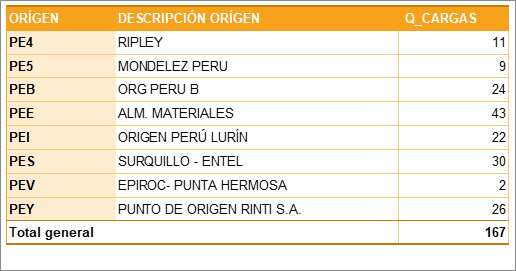 ORÍGEN DESCRIPCIÓN ORÍGEN Q_CARGAS
PE4 RIPLEY 11
PE5 MONDELEZ PERU 9
PEB ORG PERU B 24
PEE ALM. MATERIALES 43
PEI ORIGEN PERÚ LURÍN 22
PES SURQUILLO - ENTEL 30
PEV EPIROC- PUNTA HERMOSA 2
PEY PUNTO DE ORIGEN RINTI S.A. 26
Total general 167